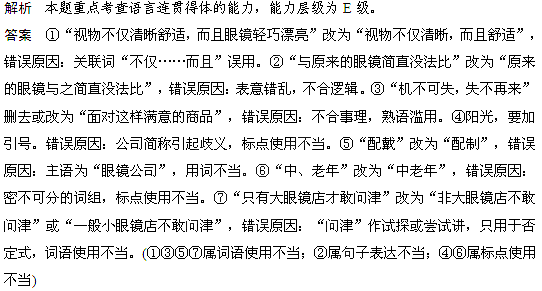 解析 本题重点考查语言连贯得体的能力，能力层级为 E 级。
答案 ①“视物不仅清晰舒适，而且眼镜轻巧漂亮”改为“视物不仅清晰，而且舒适”，
错误原因：关联词“不仅……而且”误用。②“与原来的眼镜简直没法比”改为“原来
的眼镜与之简直没法比”，错误原因：表意错乱，不合逻辑。③“机不可失，失不再来”
删去或改为“面对这样满意的商品”，错误原因：不合事理，熟语滥用。④阳光，要加
引号。错误原因：公司简称引起歧义，标点使用不当。⑤“配戴”改为“配制”，错误
原因：主语为“眼镜公司”，用词不当。⑥“中、老年”改为“中老年”，错误原因：
密不可分的词组，标点使用不当。⑦“只有大眼镜店才敢问津”改为“非大眼镜店不敢
问津”或“一般小眼镜店不敢问津”，错误原因：“问津”作试探或尝试讲，只用于否
定式，词语使用不当。(①③⑤⑦属词语使用不当；②属句子表达不当；④⑥属标点使用
不当)